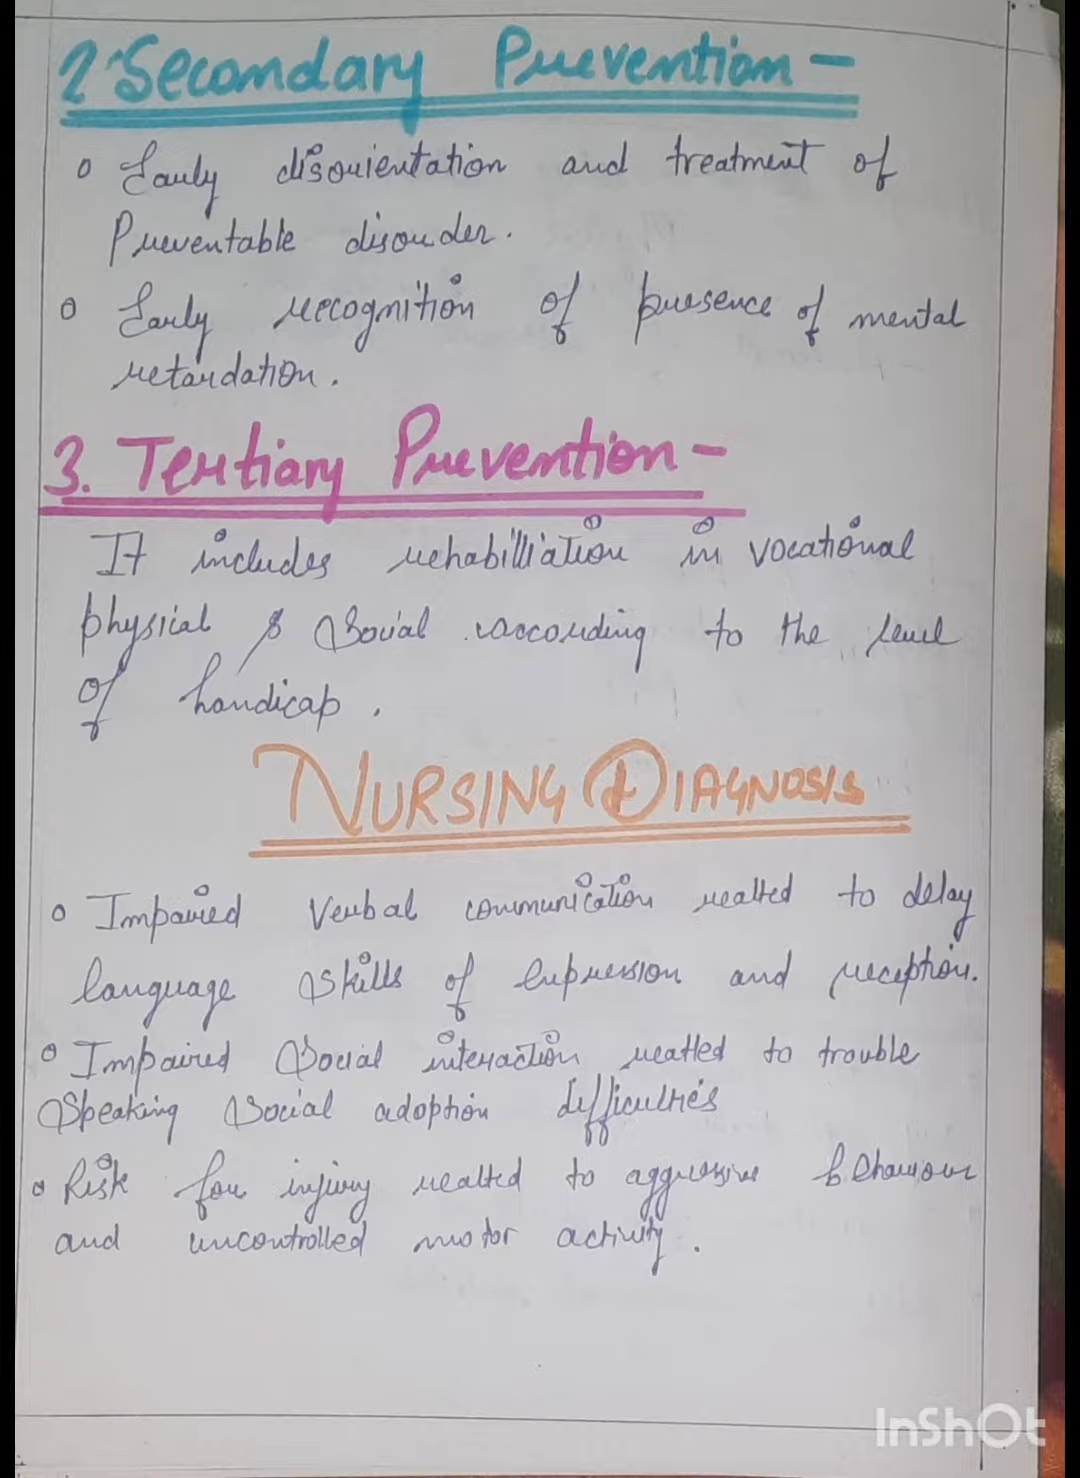 2. Secondary Prevention -
o Early disorientation and treatment of
Preventable disorder.
o Early recognition of presence of mental
retardation.
3. Tertiary Prevention -
It includes rehabilliation in vocational
physical & Social according to the level
of handicap.
NURSING DIAGNOSIS
o Impaired Verbal communication realted to delay
language skills of expression and reception.
o Impaired Social interaction realted to trouble
Speaking Social adoption difficulties
o Risk for injury realted to aggressive behaviour
and uncontrolled motor activity.
InShOt